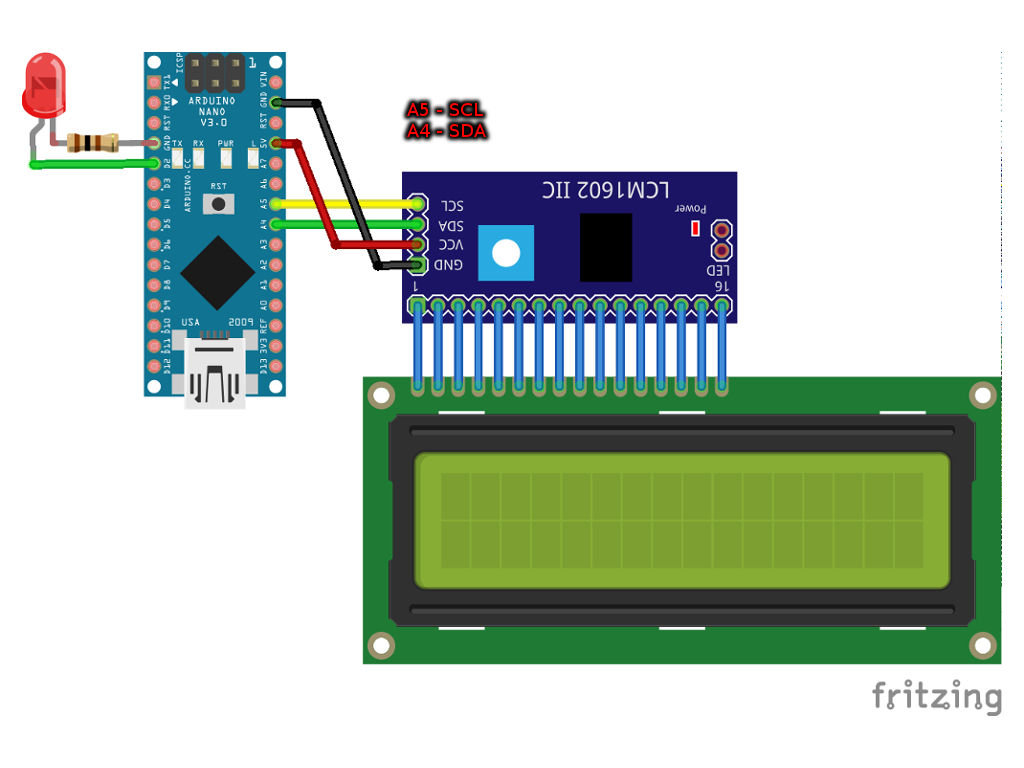 ICSP
1
ARDUINO
NANO
V3.0
TX RX PWR L
ARDUINO.CC
RST
USA 2009
TX1
RX0
RST
GND
D2
D3
D4
D5
D6
D7
D8
D9
D10
D11
D12
VIN
GND
RST
5V
A7
A6
A5
A4
A3
A2
A1
A0
REF
3V3
D13
A5 - SCL
A4 - SDA
LCM1602 IIC
SCL
SDA
VCC
GND
Power
LED
1
16
fritzing